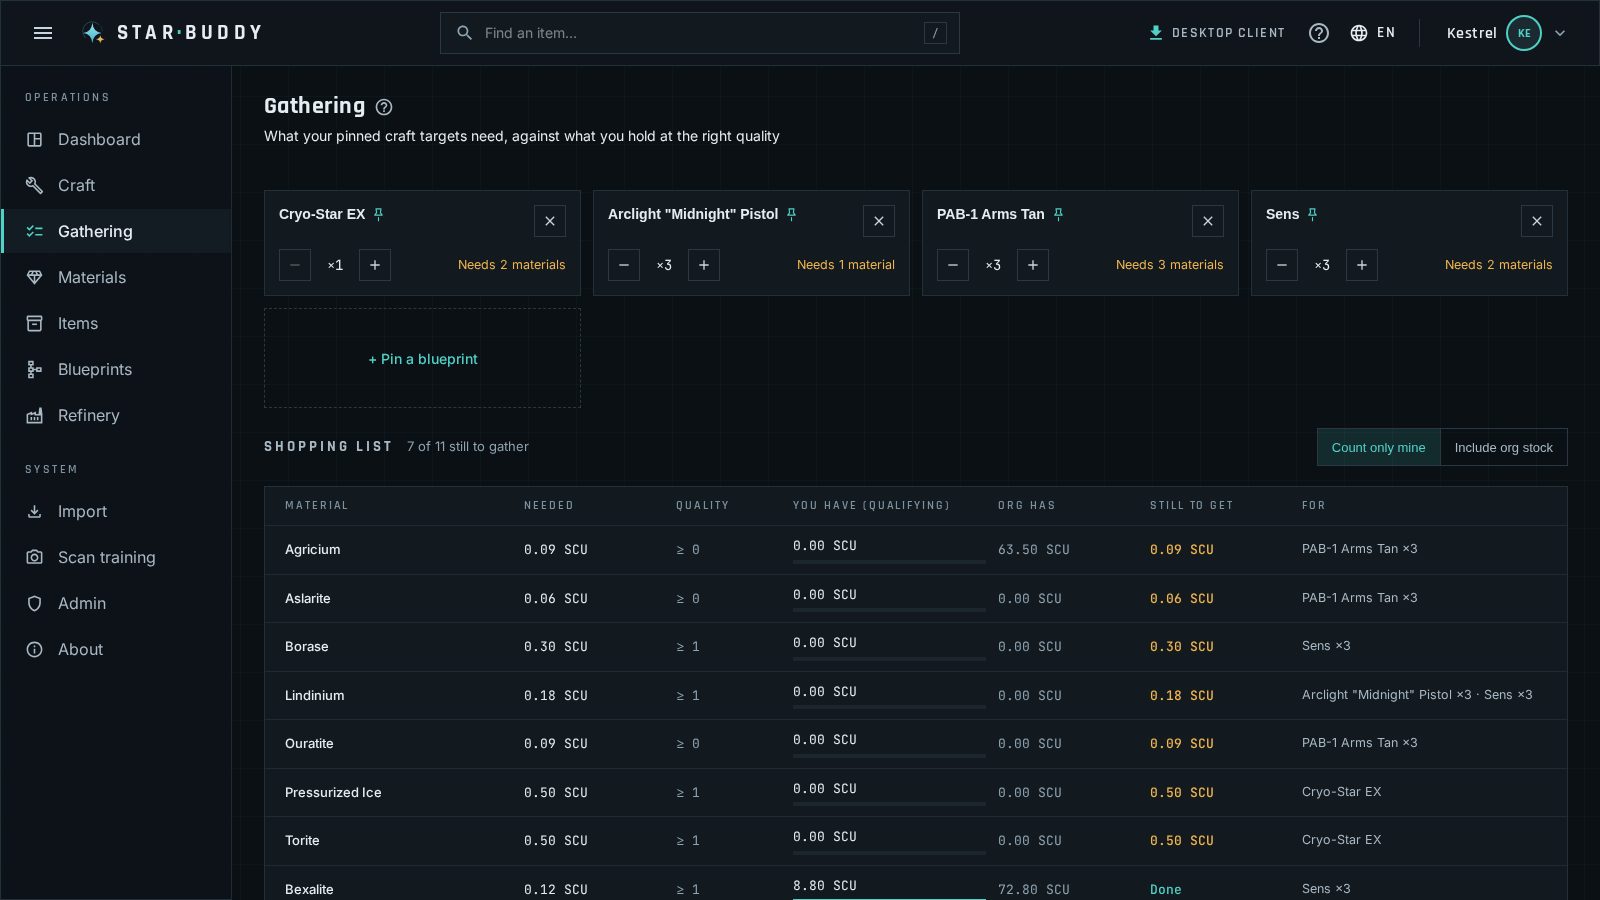 STAR·BUDDY
Find an item...
/
DESKTOP CLIENT
EN
Kestrel
KE
OPERATIONS
Dashboard
Craft
Gathering
Materials
Items
Blueprints
Refinery
SYSTEM
Import
Scan training
Admin
About
Gathering
What your pinned craft targets need, against what you hold at the right quality
Cryo-Star EX
×1
Needs 2 materials
Arclight "Midnight" Pistol
×3
Needs 1 material
PAB-1 Arms Tan
×3
Needs 3 materials
Sens
×3
Needs 2 materials
+ Pin a blueprint
SHOPPING LIST 7 of 11 still to gather
Count only mine
Include org stock
MATERIAL NEEDED QUALITY YOU HAVE (QUALIFYING) ORG HAS STILL TO GET FOR
Agricium 0.09 SCU ≥ 0 0.00 SCU 63.50 SCU 0.09 SCU PAB-1 Arms Tan ×3
Aslarite 0.06 SCU ≥ 0 0.00 SCU 0.00 SCU 0.06 SCU PAB-1 Arms Tan ×3
Borase 0.30 SCU ≥ 1 0.00 SCU 0.00 SCU 0.30 SCU Sens ×3
Lindinium 0.18 SCU ≥ 1 0.00 SCU 0.00 SCU 0.18 SCU Arclight "Midnight" Pistol ×3 · Sens ×3
Ouratite 0.09 SCU ≥ 0 0.00 SCU 0.00 SCU 0.09 SCU PAB-1 Arms Tan ×3
Pressurized Ice 0.50 SCU ≥ 1 0.00 SCU 0.00 SCU 0.50 SCU Cryo-Star EX
Torite 0.50 SCU ≥ 1 0.00 SCU 0.00 SCU 0.50 SCU Cryo-Star EX
Bexalite 0.12 SCU ≥ 1 8.80 SCU 72.80 SCU Done Sens ×3